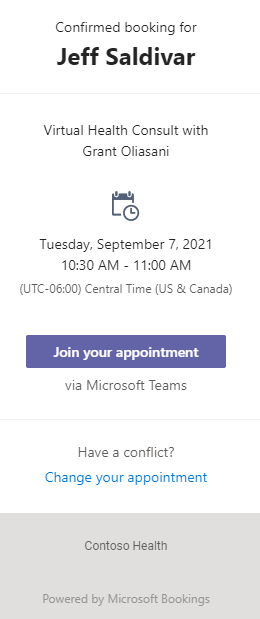 Confirmed booking for
Jeff Saldivar
Virtual Health Consult with
Grant Oliasani
Tuesday, September 7, 2021
10:30 AM - 11:00 AM
(UTC-06:00) Central Time (US & Canada)
Join your appointment
via Microsoft Teams
Have a conflict?
Change your appointment
Contoso Health
Powered by Microsoft Bookings